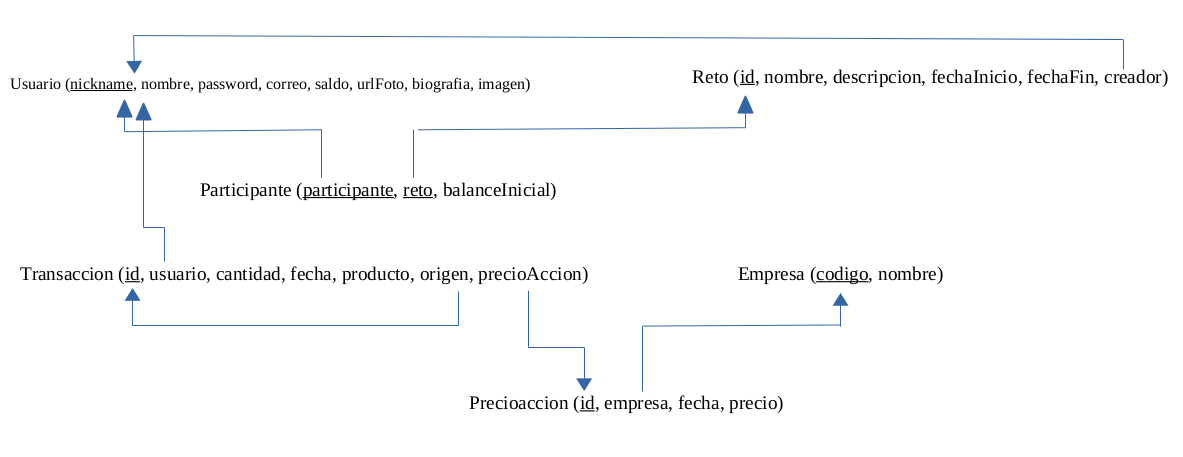 Usuario (nickname, nombre, password, correo, saldo, urlFoto, biografia, imagen)
Reto (id, nombre, descripcion, fechaInicio, fechaFin, creador)
Participante (participante, reto, balanceInicial)
Transaccion (id, usuario, cantidad, fecha, producto, origen, precioAccion)
Empresa (codigo, nombre)
Precioaccion (id, empresa, fecha, precio)